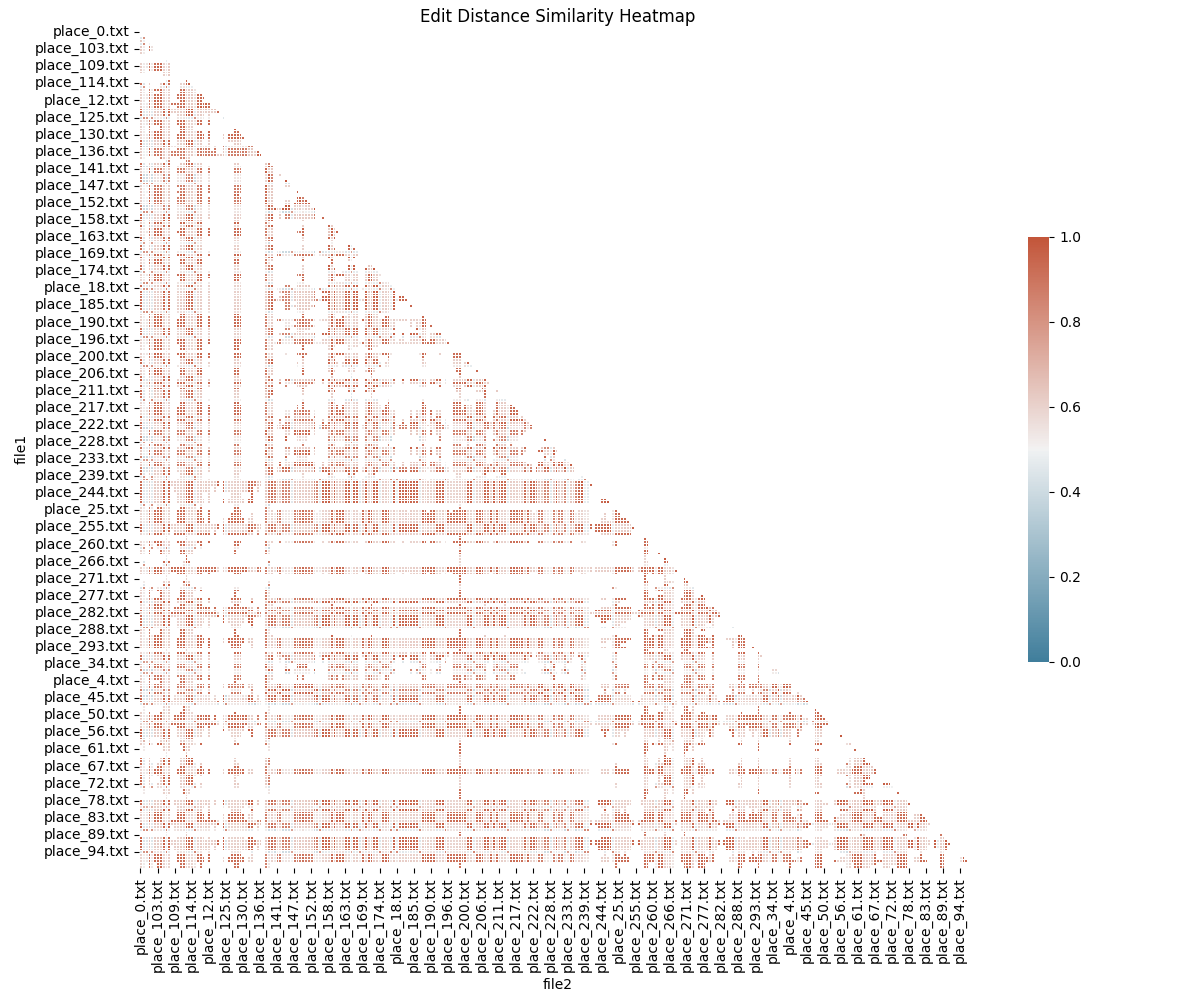 Edit Distance Similarity Heatmap
place_0.txt
place_103.txt
place_109.txt
place_114.txt
place_12.txt
place_125.txt
place_130.txt
place_136.txt
place_141.txt
place_147.txt
place_152.txt
place_158.txt
place_163.txt
place_169.txt
place_174.txt
place_18.txt
place_185.txt
place_190.txt
place_196.txt
place_200.txt
place_206.txt
place_211.txt
place_217.txt
place_222.txt
place_228.txt
place_233.txt
place_239.txt
place_244.txt
place_25.txt
place_255.txt
place_260.txt
place_266.txt
place_271.txt
place_277.txt
place_282.txt
place_288.txt
place_293.txt
place_34.txt
place_4.txt
place_45.txt
place_50.txt
place_56.txt
place_61.txt
place_67.txt
place_72.txt
place_78.txt
place_83.txt
place_89.txt
place_94.txt
file1
place_0.txt
place_103.txt
place_109.txt
place_114.txt
place_12.txt
place_125.txt
place_130.txt
place_136.txt
place_141.txt
place_147.txt
place_152.txt
place_158.txt
place_163.txt
place_169.txt
place_174.txt
place_18.txt
place_185.txt
place_190.txt
place_196.txt
place_200.txt
place_206.txt
place_211.txt
place_217.txt
place_222.txt
place_228.txt
place_233.txt
place_239.txt
place_244.txt
place_25.txt
place_255.txt
place_260.txt
place_266.txt
place_271.txt
place_277.txt
place_282.txt
place_288.txt
place_293.txt
place_34.txt
place_4.txt
place_45.txt
place_50.txt
place_56.txt
place_61.txt
place_67.txt
place_72.txt
place_78.txt
place_83.txt
place_89.txt
place_94.txt
file2
1.0
0.8
0.6
0.4
0.2
0.0